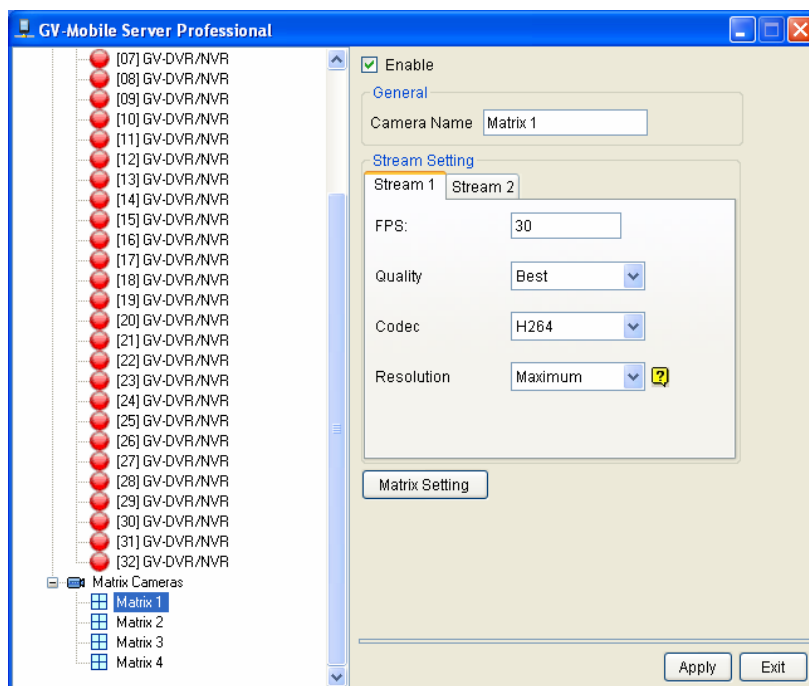 GV-Mobile Server Professional
[07] GV-DVR/NVR
[08] GV-DVR/NVR
[09] GV-DVR/NVR
[10] GV-DVR/NVR
[11] GV-DVR/NVR
[12] GV-DVR/NVR
[13] GV-DVR/NVR
[14] GV-DVR/NVR
[15] GV-DVR/NVR
[16] GV-DVR/NVR
[17] GV-DVR/NVR
[18] GV-DVR/NVR
[19] GV-DVR/NVR
[20] GV-DVR/NVR
[21] GV-DVR/NVR
[22] GV-DVR/NVR
[23] GV-DVR/NVR
[24] GV-DVR/NVR
[25] GV-DVR/NVR
[26] GV-DVR/NVR
[27] GV-DVR/NVR
[28] GV-DVR/NVR
[29] GV-DVR/NVR
[30] GV-DVR/NVR
[31] GV-DVR/NVR
[32] GV-DVR/NVR
Matrix Cameras
Matrix 1
Matrix 2
Matrix 3
Matrix 4
Enable
General
Camera Name Matrix 1
Stream Setting
Stream 1 Stream 2
FPS: 30
Quality Best
Codec H264
Resolution Maximum ?
Matrix Setting
Apply Exit